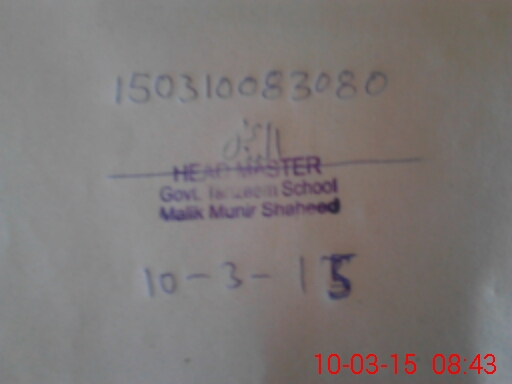 150310083080
HEAD MASTER
Govt. School
Malik Munir Shaheed
10-3-15
10-03-15 08:43